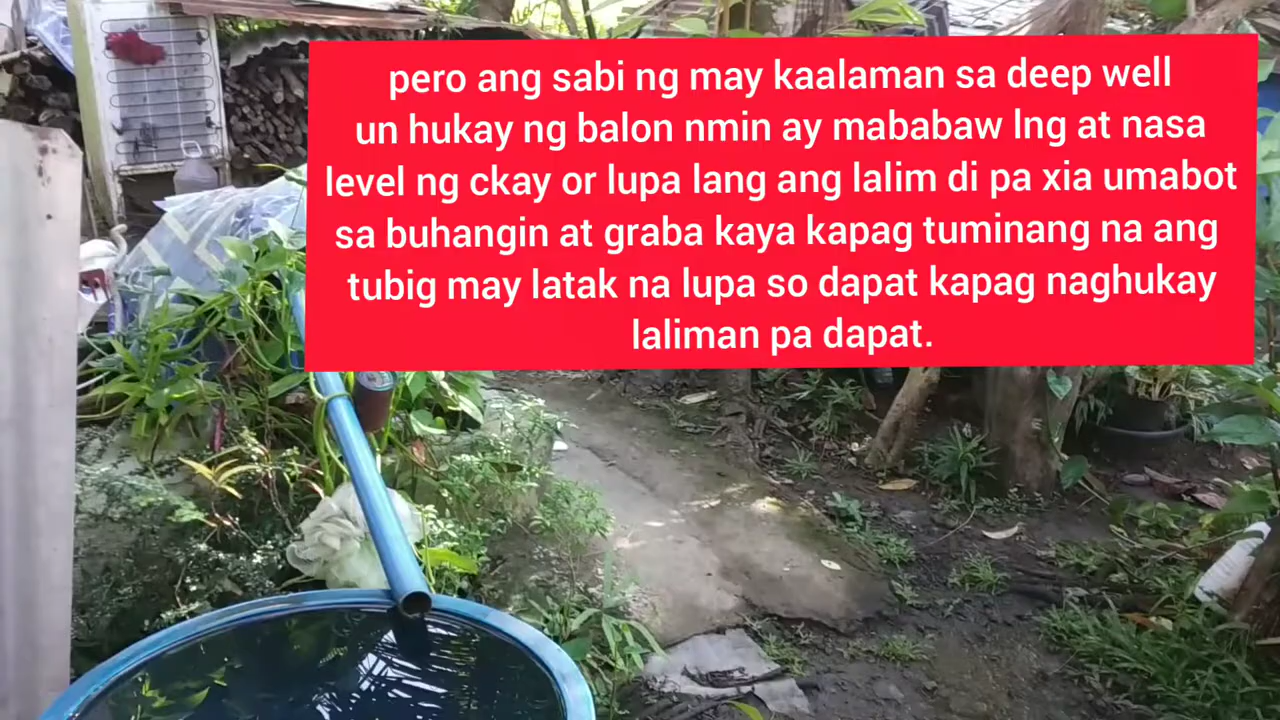 pero ang sabi ng may kaalaman sa deep well
un hukay ng balon nmin ay mababaw lng at nasa
level ng ckay or lupa lang ang lalim di pa xia umabot
sa buhangin at graba kaya kapag tuminang na ang
tubig may latak na lupa so dapat kapag naghukay
laliman pa dapat.